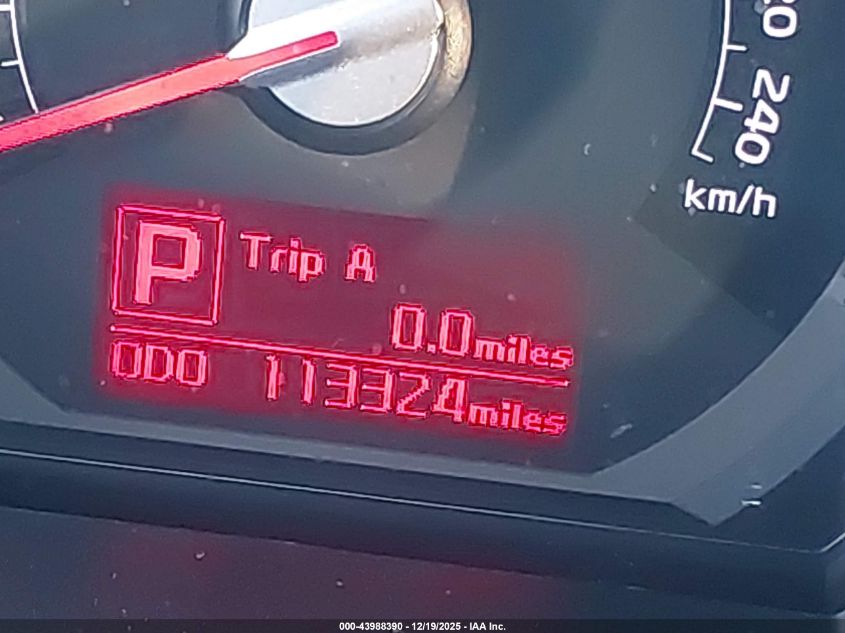 240
km/h
P
Trip A
0.0miles
ODO 113324miles
000-43988390 - 12/19/2025 - IAA Inc.